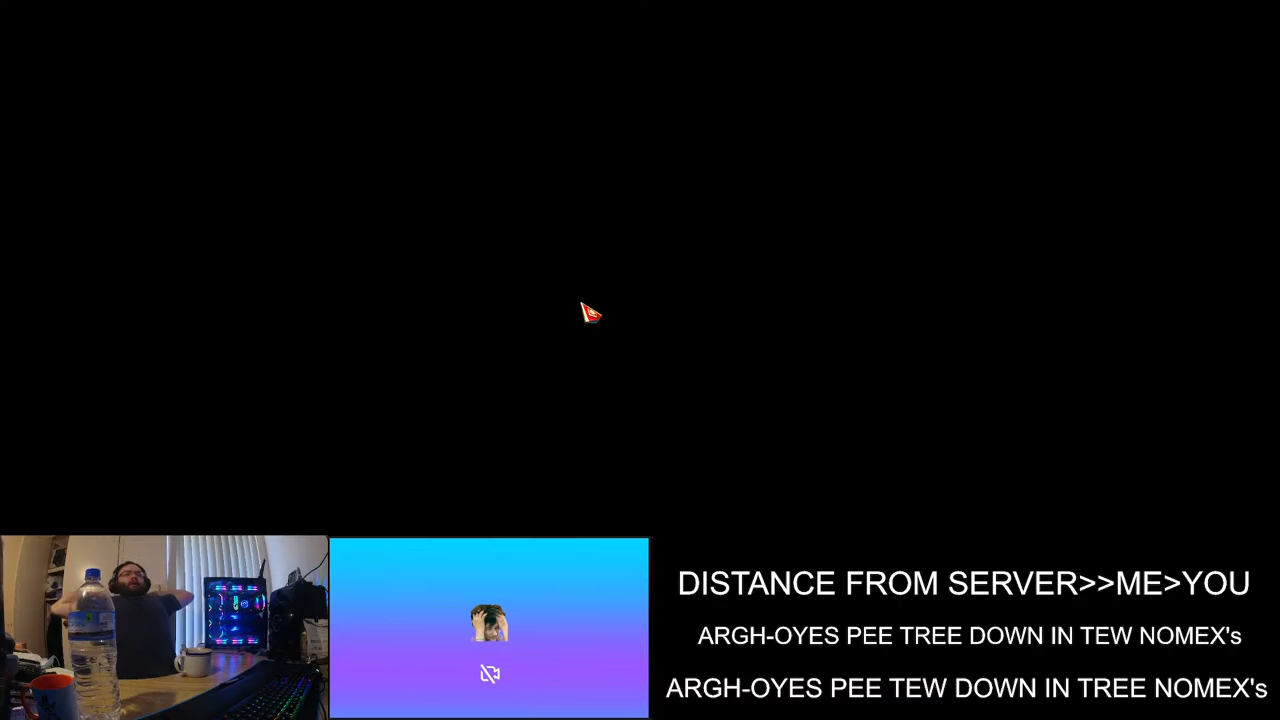 DISTANCE FROM SERVER>>ME>YOU
ARGH-OYES PEE TREE DOWN IN TEW NOMEX's
ARGH-OYES PEE TEW DOWN IN TREE NOMEX's